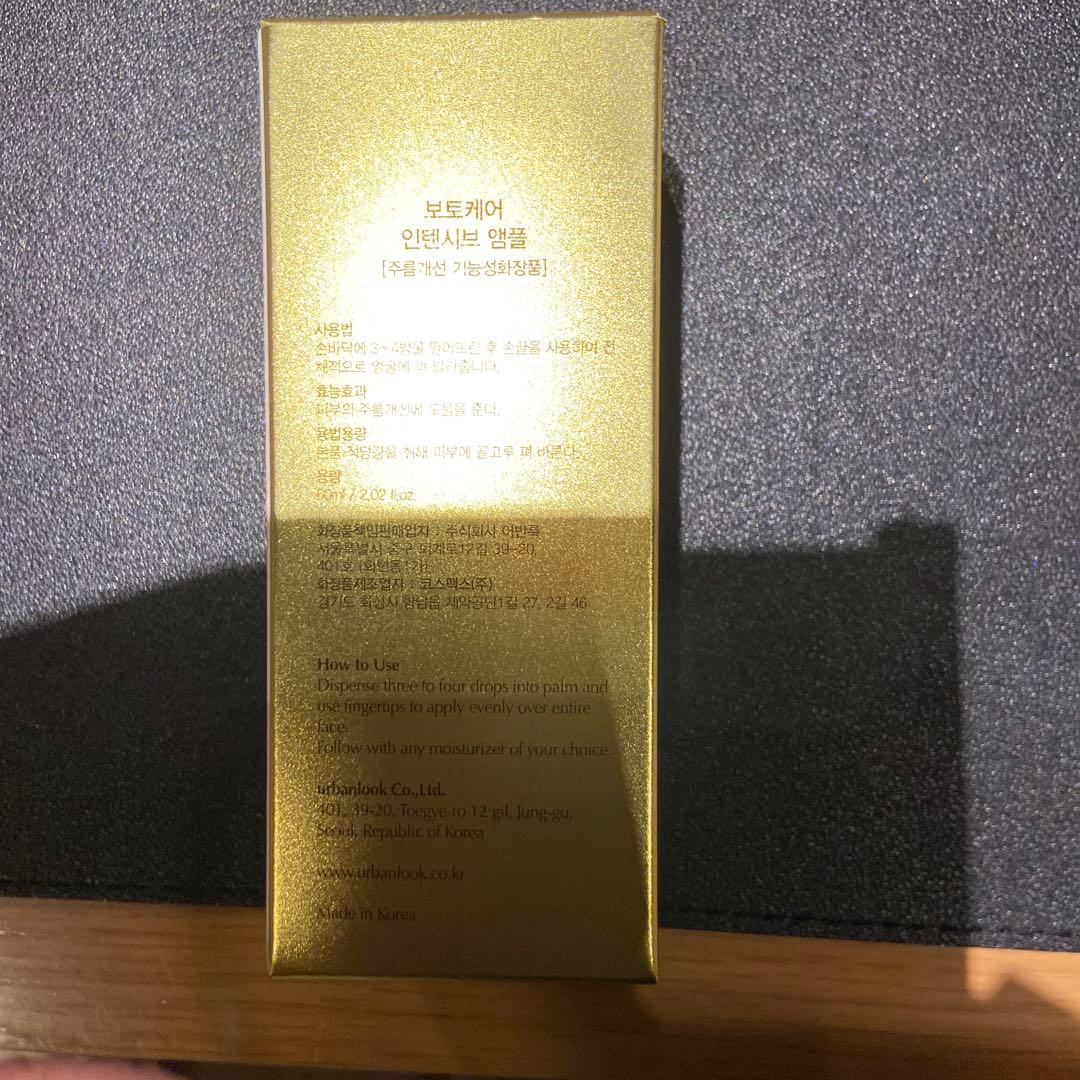 보토케어
인텐시브 앰플
[주름개선 기능성화장품]
사용법
손바닥에 3~4방울 떨어뜨린 후 손끝을 사용하여 전
체적으로 얼굴에 펴 발라줍니다.
효능효과
피부의 주름개선에 도움을 준다.
용법용량
본품 적당량을 취해 피부에 골고루 펴 바른다.
용량
60ml / 2.02 fl.oz
화장품책임판매업자 : 주식회사 어반룩
서울특별시 중구 퇴계로12길 39-20,
401호 (회현동1가)
화장품제조업자 : 코스팩스(주)
경기도 화성시 향남읍 제약공단1길 27, 2길 46
How to Use
Dispense three to four drops into palm and
use fingertips to apply evenly over entire
face.
Follow with any moisturizer of your choice.
urbanlook Co.,Ltd.
401, 39-20, Toegye-ro 12 gil, Jung-gu,
Seoul, Republic of Korea
www.urbanlook.co.kr
Made in Korea